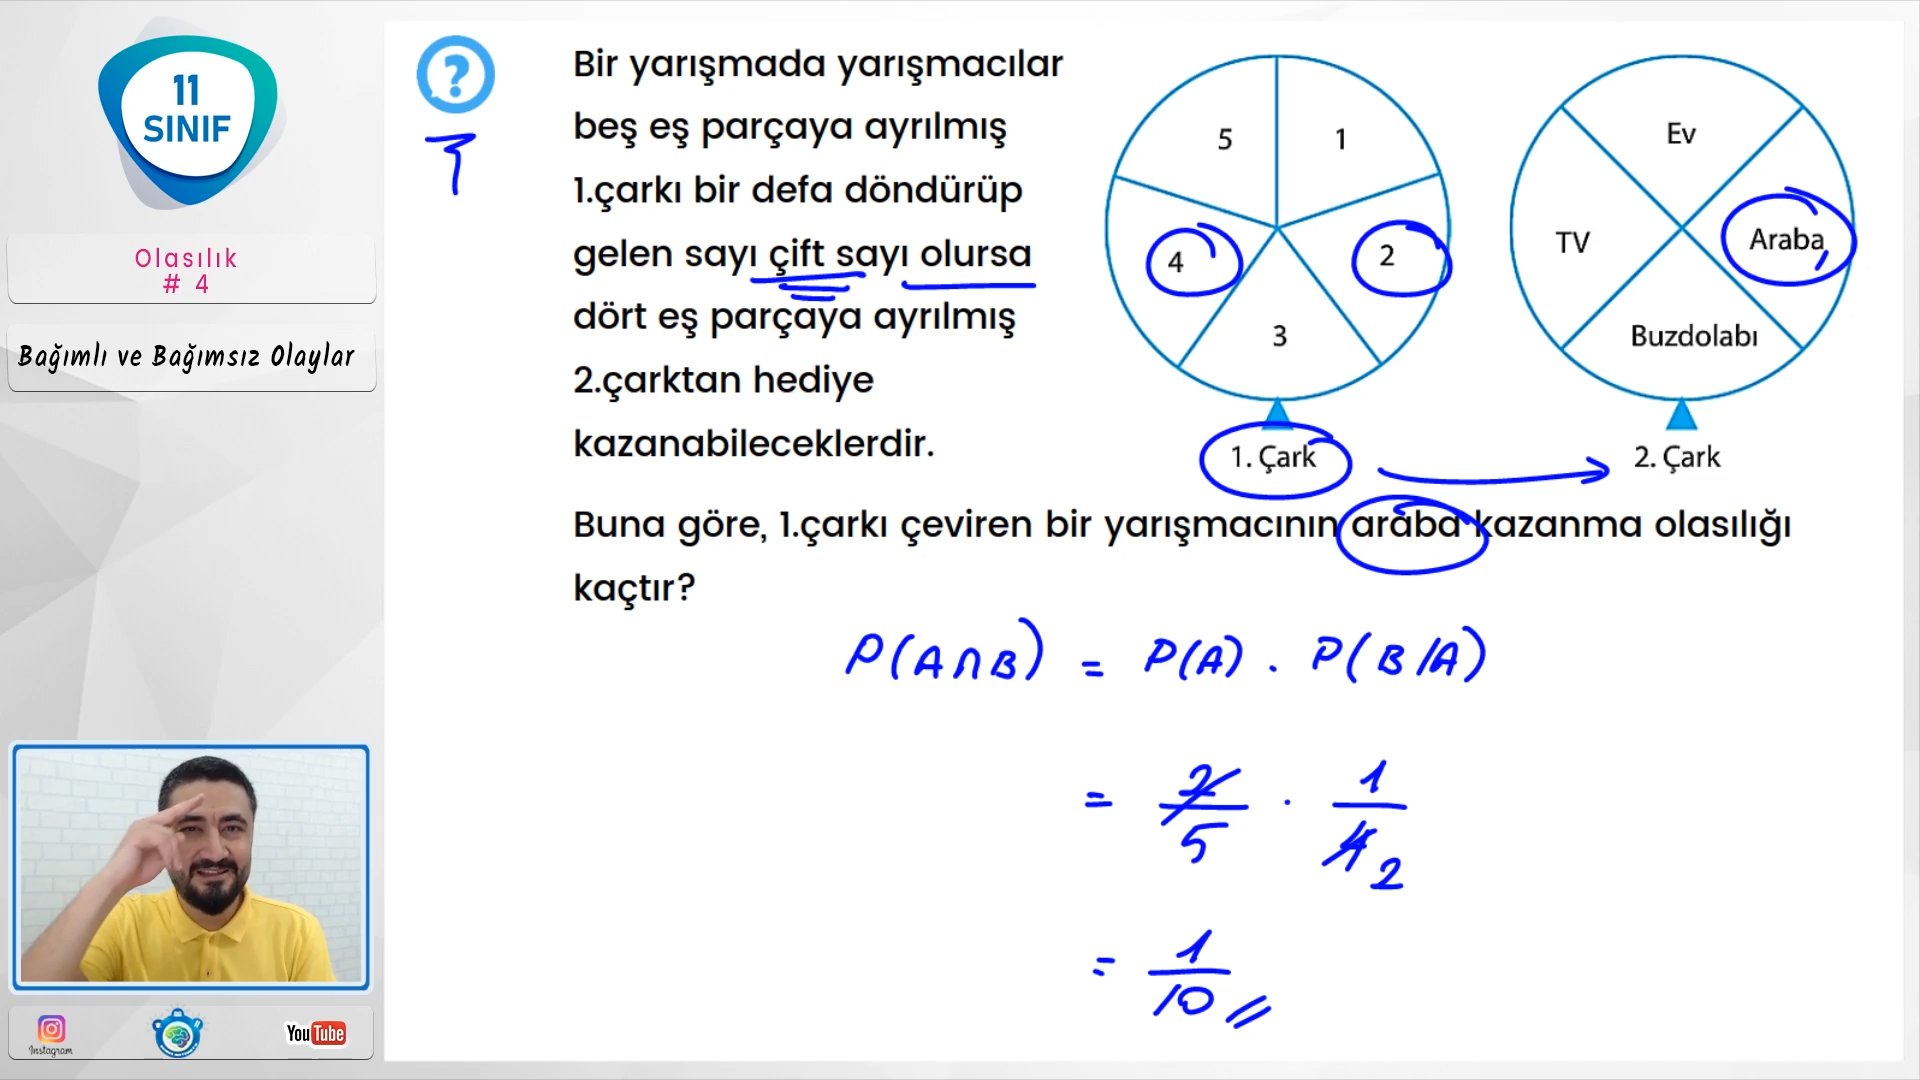 11
SINIF
Olasılık
# 4
Bağımlı ve Bağımsız Olaylar
Instagram
YouTube
?
Bir yarışmada yarışmacılar
beş eş parçaya ayrılmış
1.çarkı bir defa döndürüp
gelen sayı çift sayı olursa
dört eş parçaya ayrılmış
2.çarktan hediye
kazanabileceklerdir.
5
1
4
2
3
1. Çark
Ev
TV
Araba
Buzdolabı
2. Çark
Buna göre, 1.çarkı çeviren bir yarışmacının araba kazanma olasılığı
kaçtır?
P(A∩B) = P(A) . P(B/A)
= 2/5 . 1/4 2
= 1/10